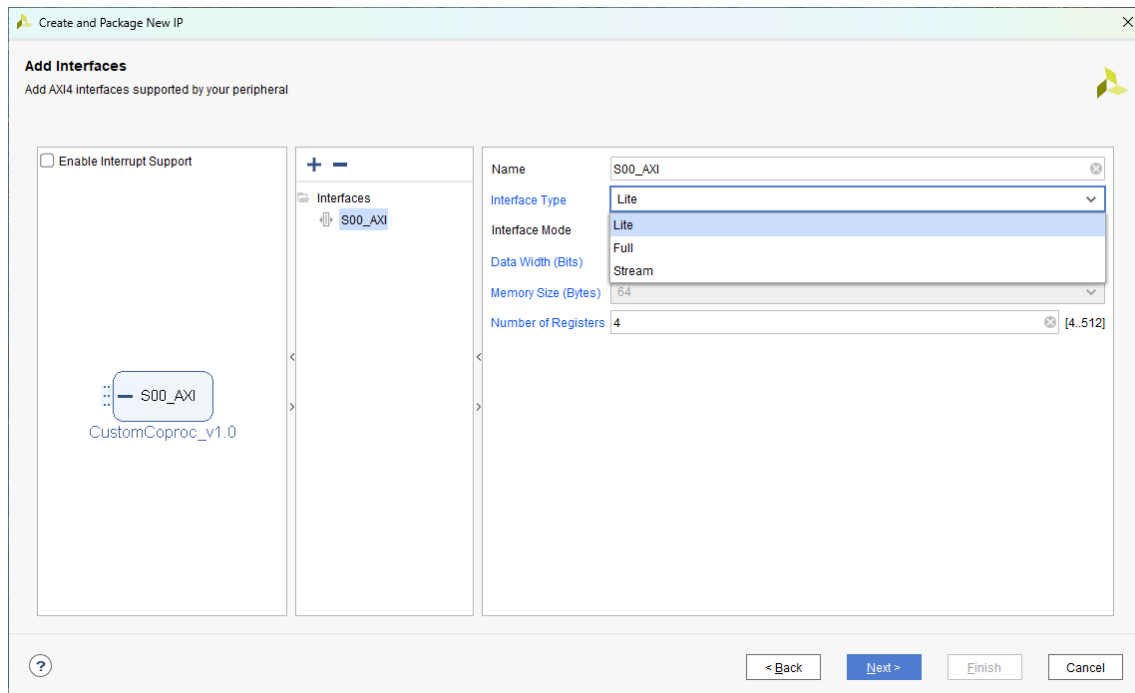 Create and Package New IP
Add Interfaces
Add AXI4 interfaces supported by your peripheral
Enable Interrupt Support
S00_AXI
CustomCoproc_v1.0
Interfaces
S00_AXI
Name S00_AXI
Interface Type Lite
Lite
Full
Stream
Interface Mode
Data Width (Bits)
Memory Size (Bytes) 64
Number of Registers 4 [4..512]
?
< Back
Next >
Finish
Cancel